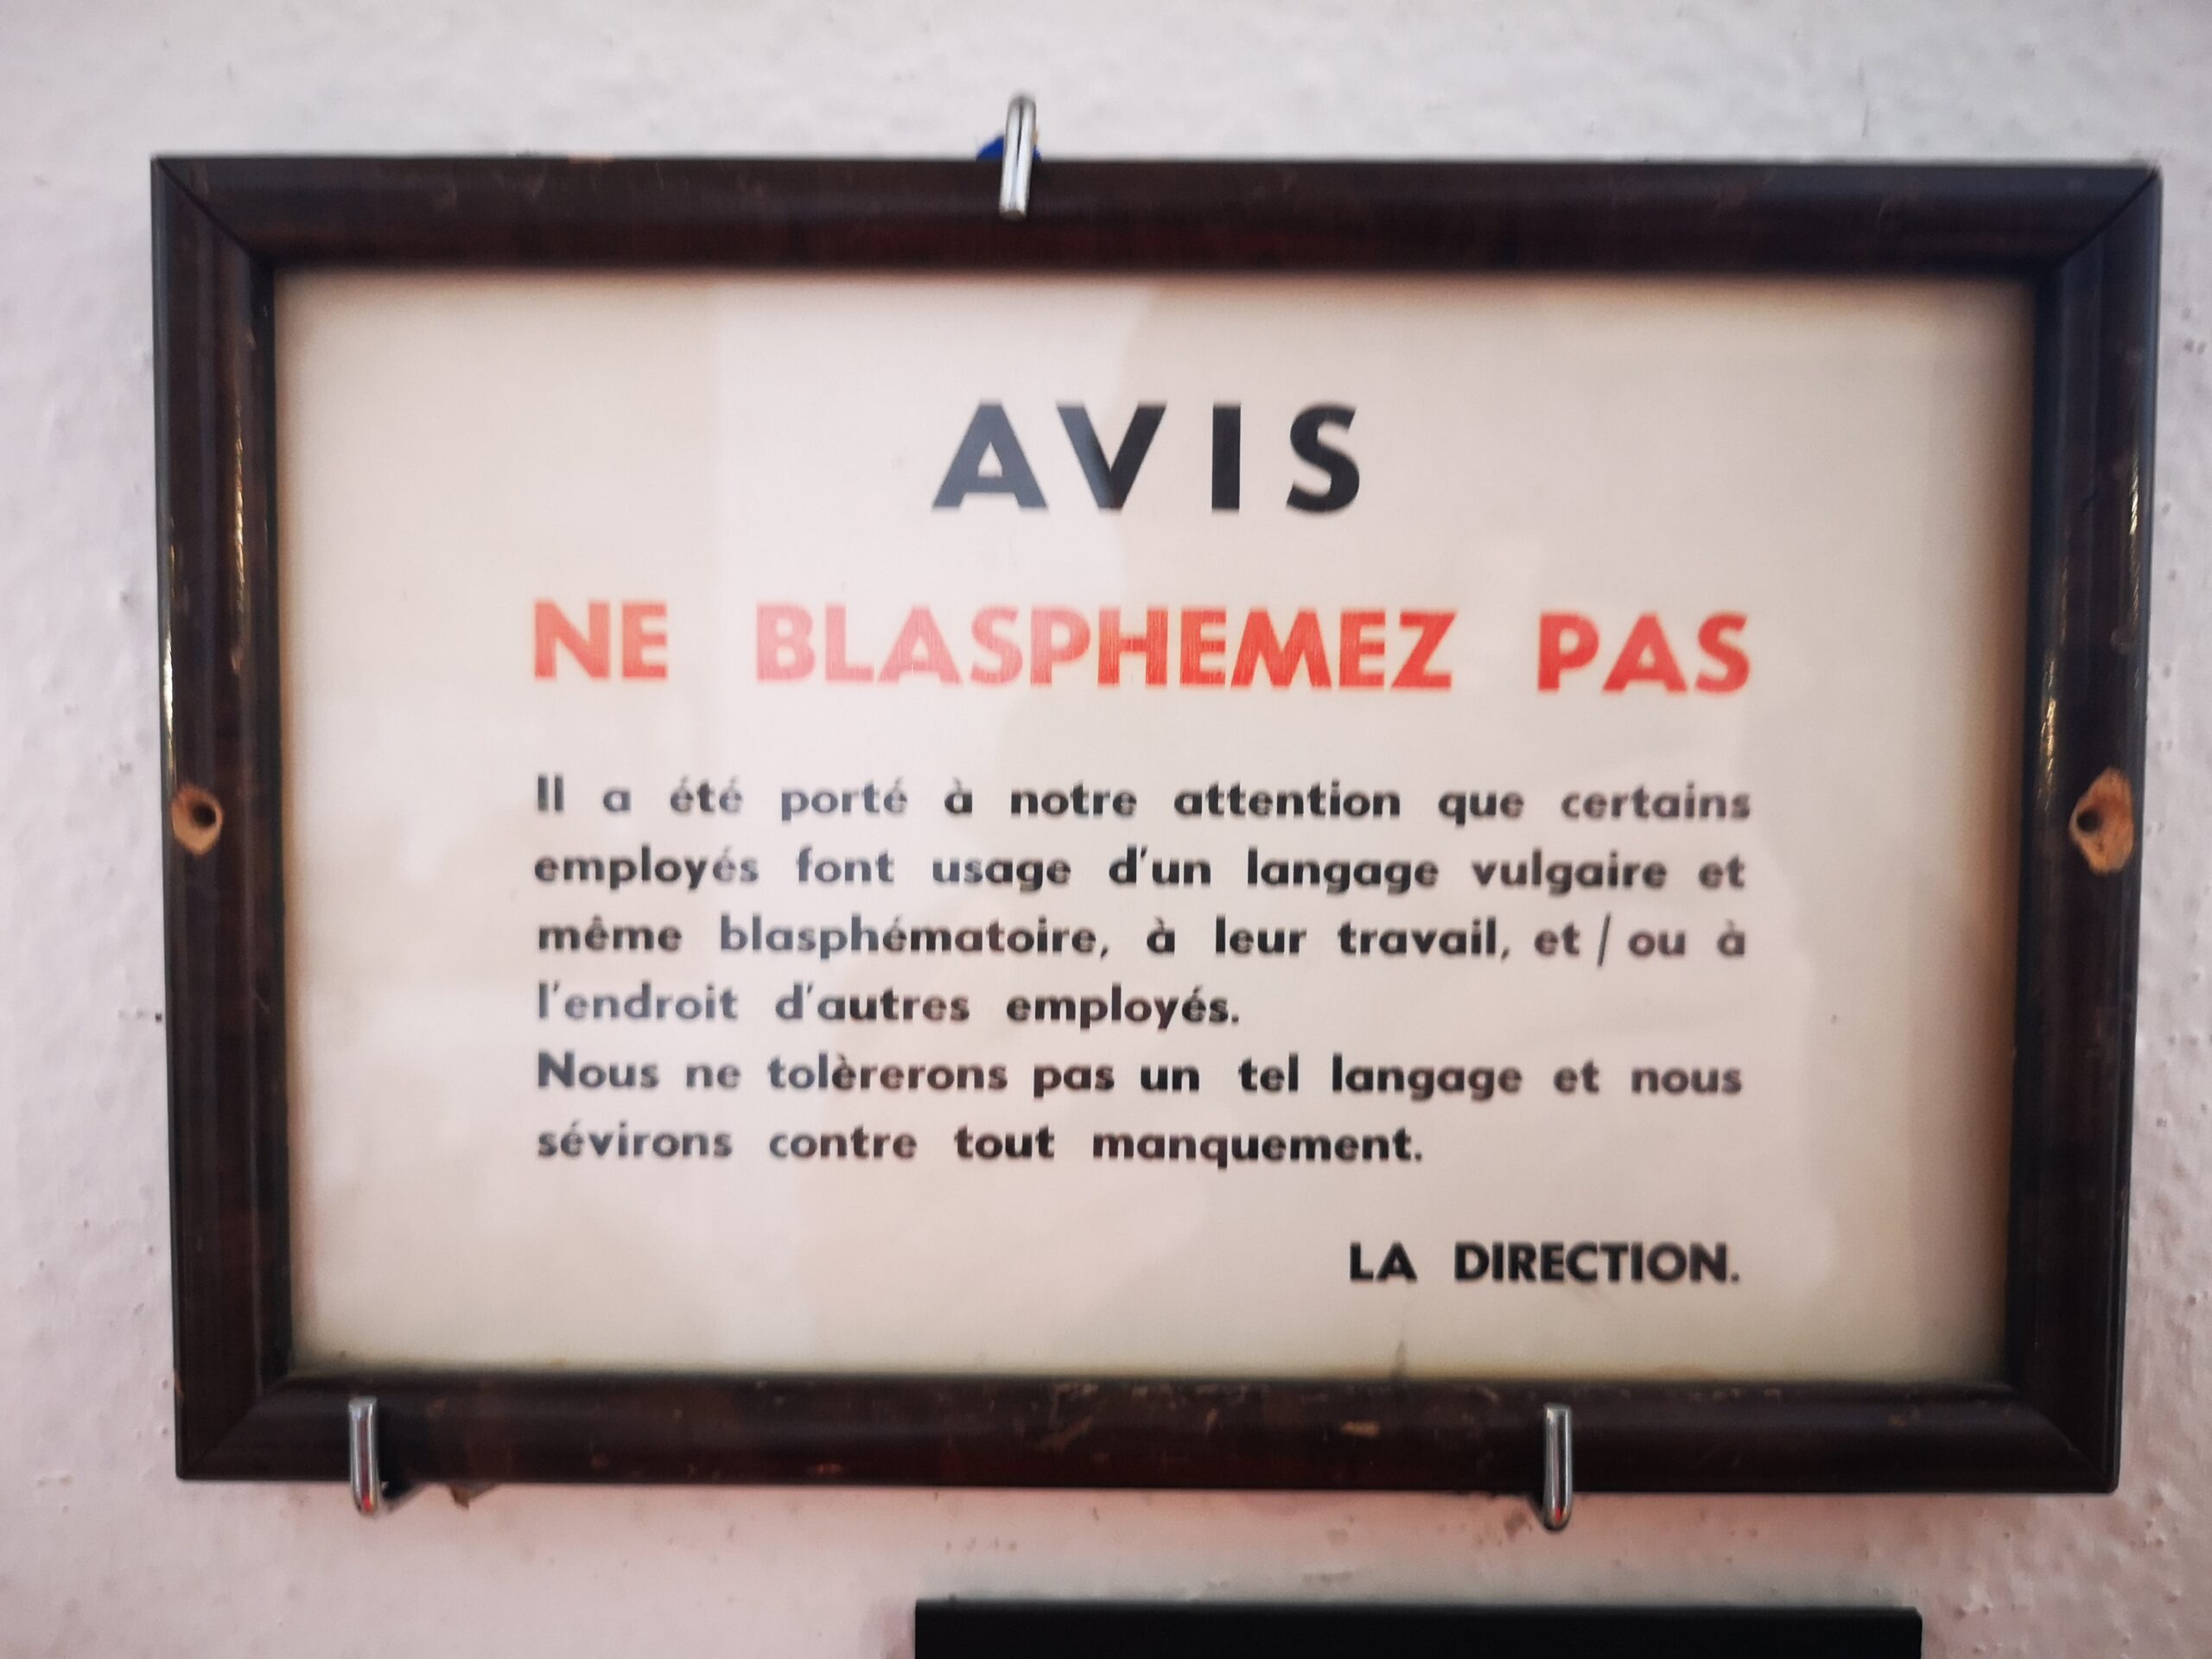 AVIS
NE BLASPHEMEZ PAS
Il a été porté à notre attention que certains
employés font usage d'un langage vulgaire et
même blasphématoire, à leur travail, et / ou à
l'endroit d'autres employés.
Nous ne tolèrerons pas un tel langage et nous
sévirons contre tout manquement.
LA DIRECTION.